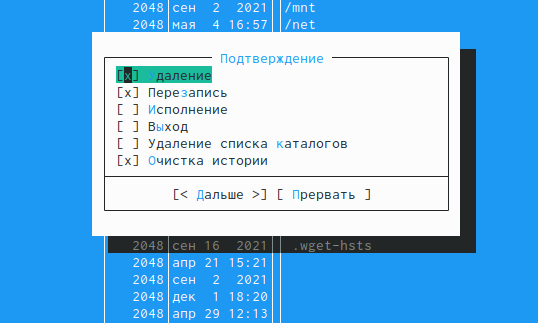 2048 сен 2 2021 /mnt
2048 мая 4 16:57 /net
Подтверждение
[x] Удаление
[x] Перезапись
[ ] Исполнение
[ ] Выход
[ ] Удаление списка каталогов
[x] Очистка истории
[< Дальше >] [ Прервать ]
2048 сен 16 2021 .wget-hsts
2048 апр 21 15:21
2048 сен 2 2021
2048 дек 1 18:20
2048 апр 29 12:13